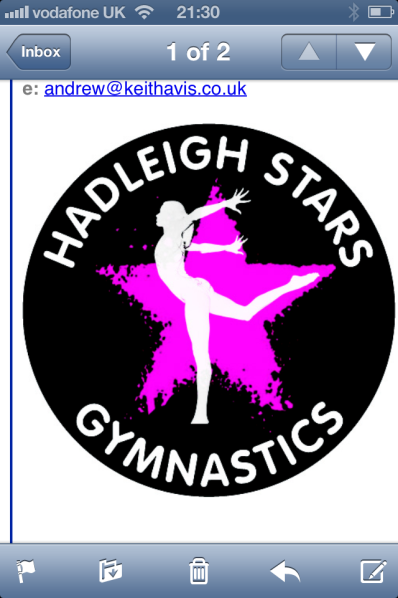 vodafone UK 21:30
Inbox 1 of 2
e: andrew@keithavis.co.uk
HADLEIGH STARS
GYMNASTICS